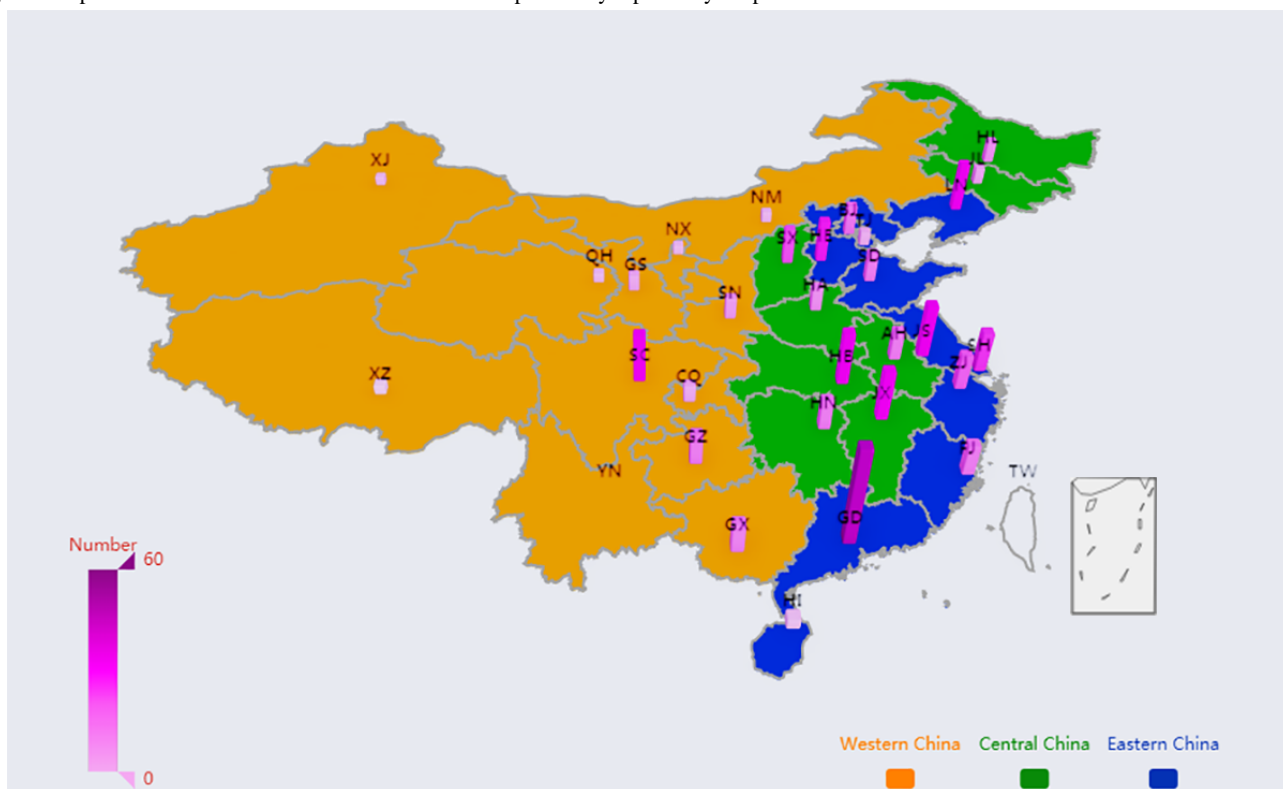 HL
XJ
JL
LN
NM
BJ
TJ
NX
SX
HE
QH
GS
SD
HA
SN
AH
JS
SH
SC
HB
ZJ
XZ
CQ
JX
HN
GZ
FJ
YN
TW
GD
GX
Number
60
HI
Western China
Central China
Eastern China
0